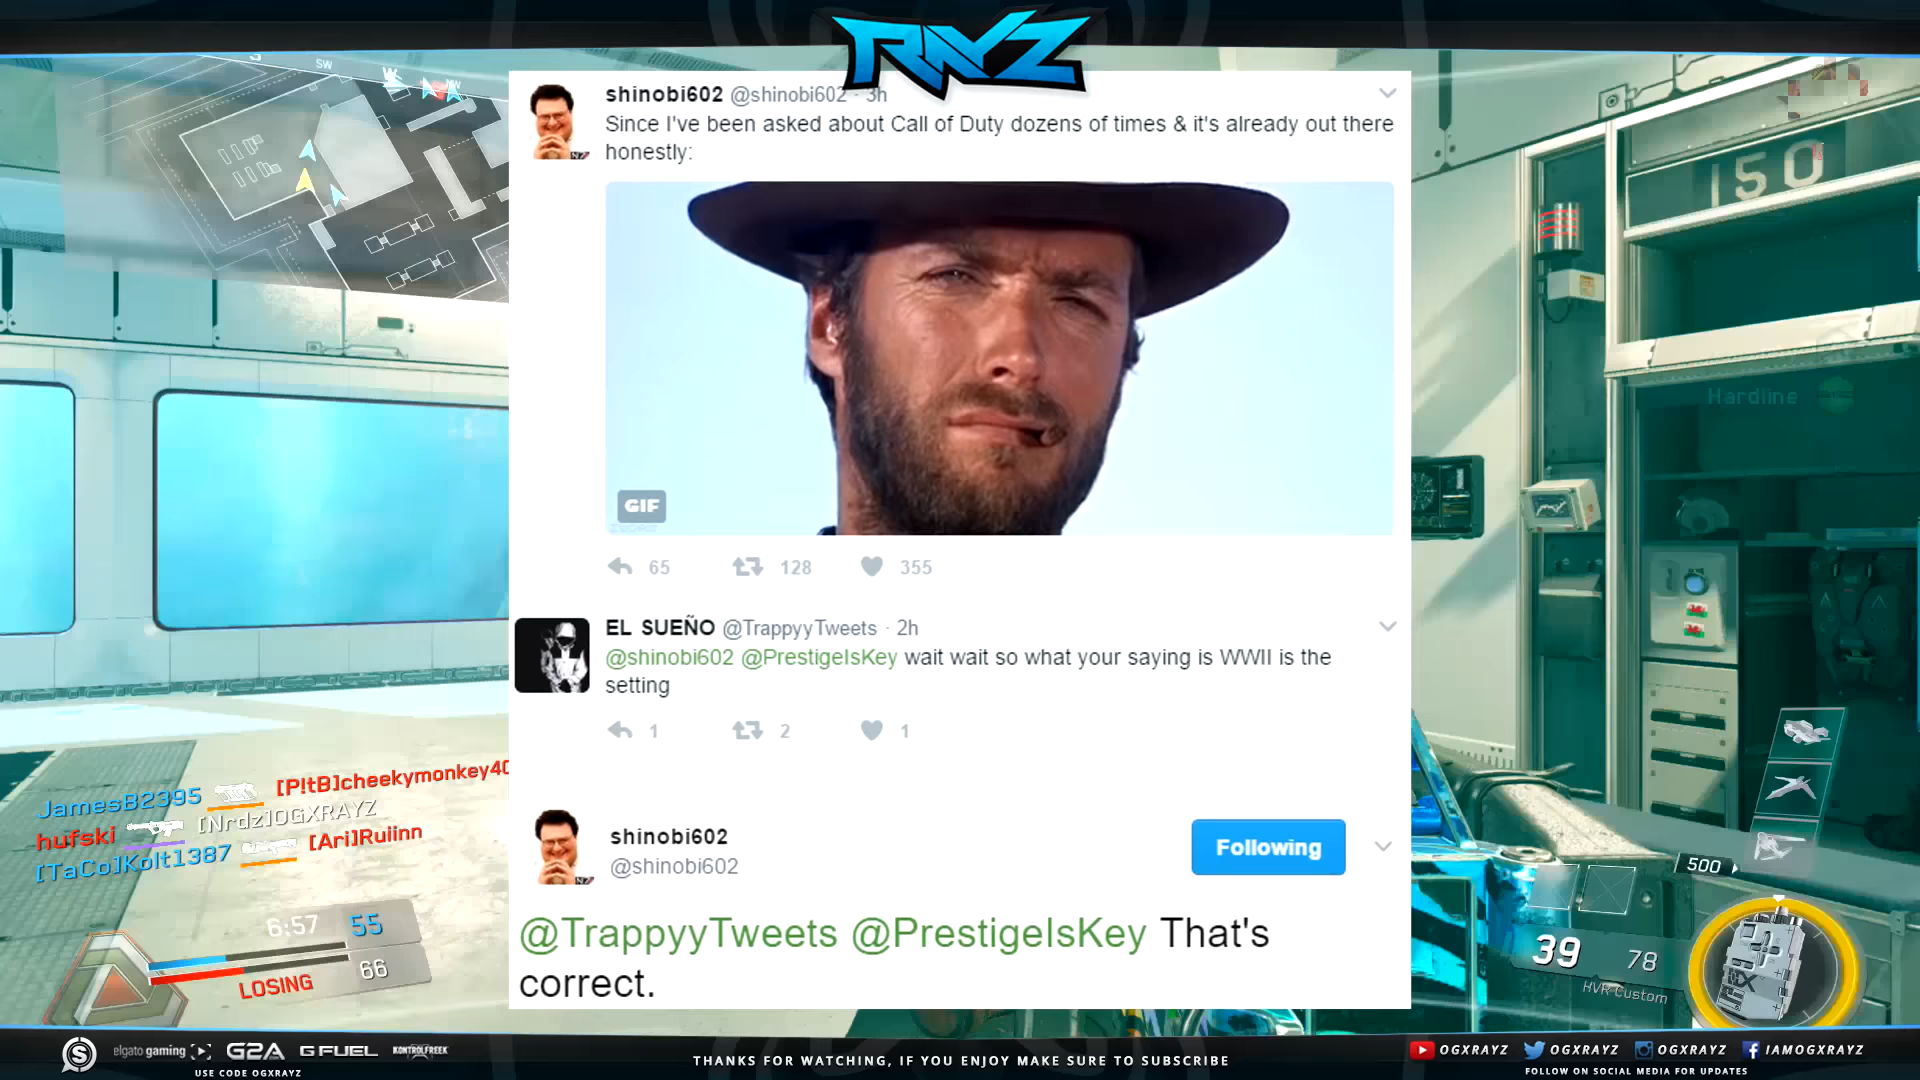 RNYZ
SW
shinobi602 @shinobi602 · 3h
Since I've been asked about Call of Duty dozens of times & it's already out there
honestly:
GIF
65 128 355
EL SUEÑO @TrappyyTweets · 2h
@shinobi602 @PrestigeIsKey wait wait so what your saying is WWII is the
setting
1 2 1
shinobi602
@shinobi602
Following
@TrappyyTweets @PrestigeIsKey That's
correct.
150
Hardline
JamesB2395 [P!tB]cheekymonkey40
hufski [Nrdz]OGXRAYZ
[TaCo]Kolt1387 [Ari]Ruiinn
6:57 55
LOSING 66
500
39 78
HVR Custom
elgato gaming G2A G FUEL KONTROLFREEK
USE CODE OGXRAYZ
THANKS FOR WATCHING, IF YOU ENJOY MAKE SURE TO SUBSCRIBE
OGXRAYZ OGXRAYZ OGXRAYZ IAMOGXRAYZ
FOLLOW ON SOCIAL MEDIA FOR UPDATES